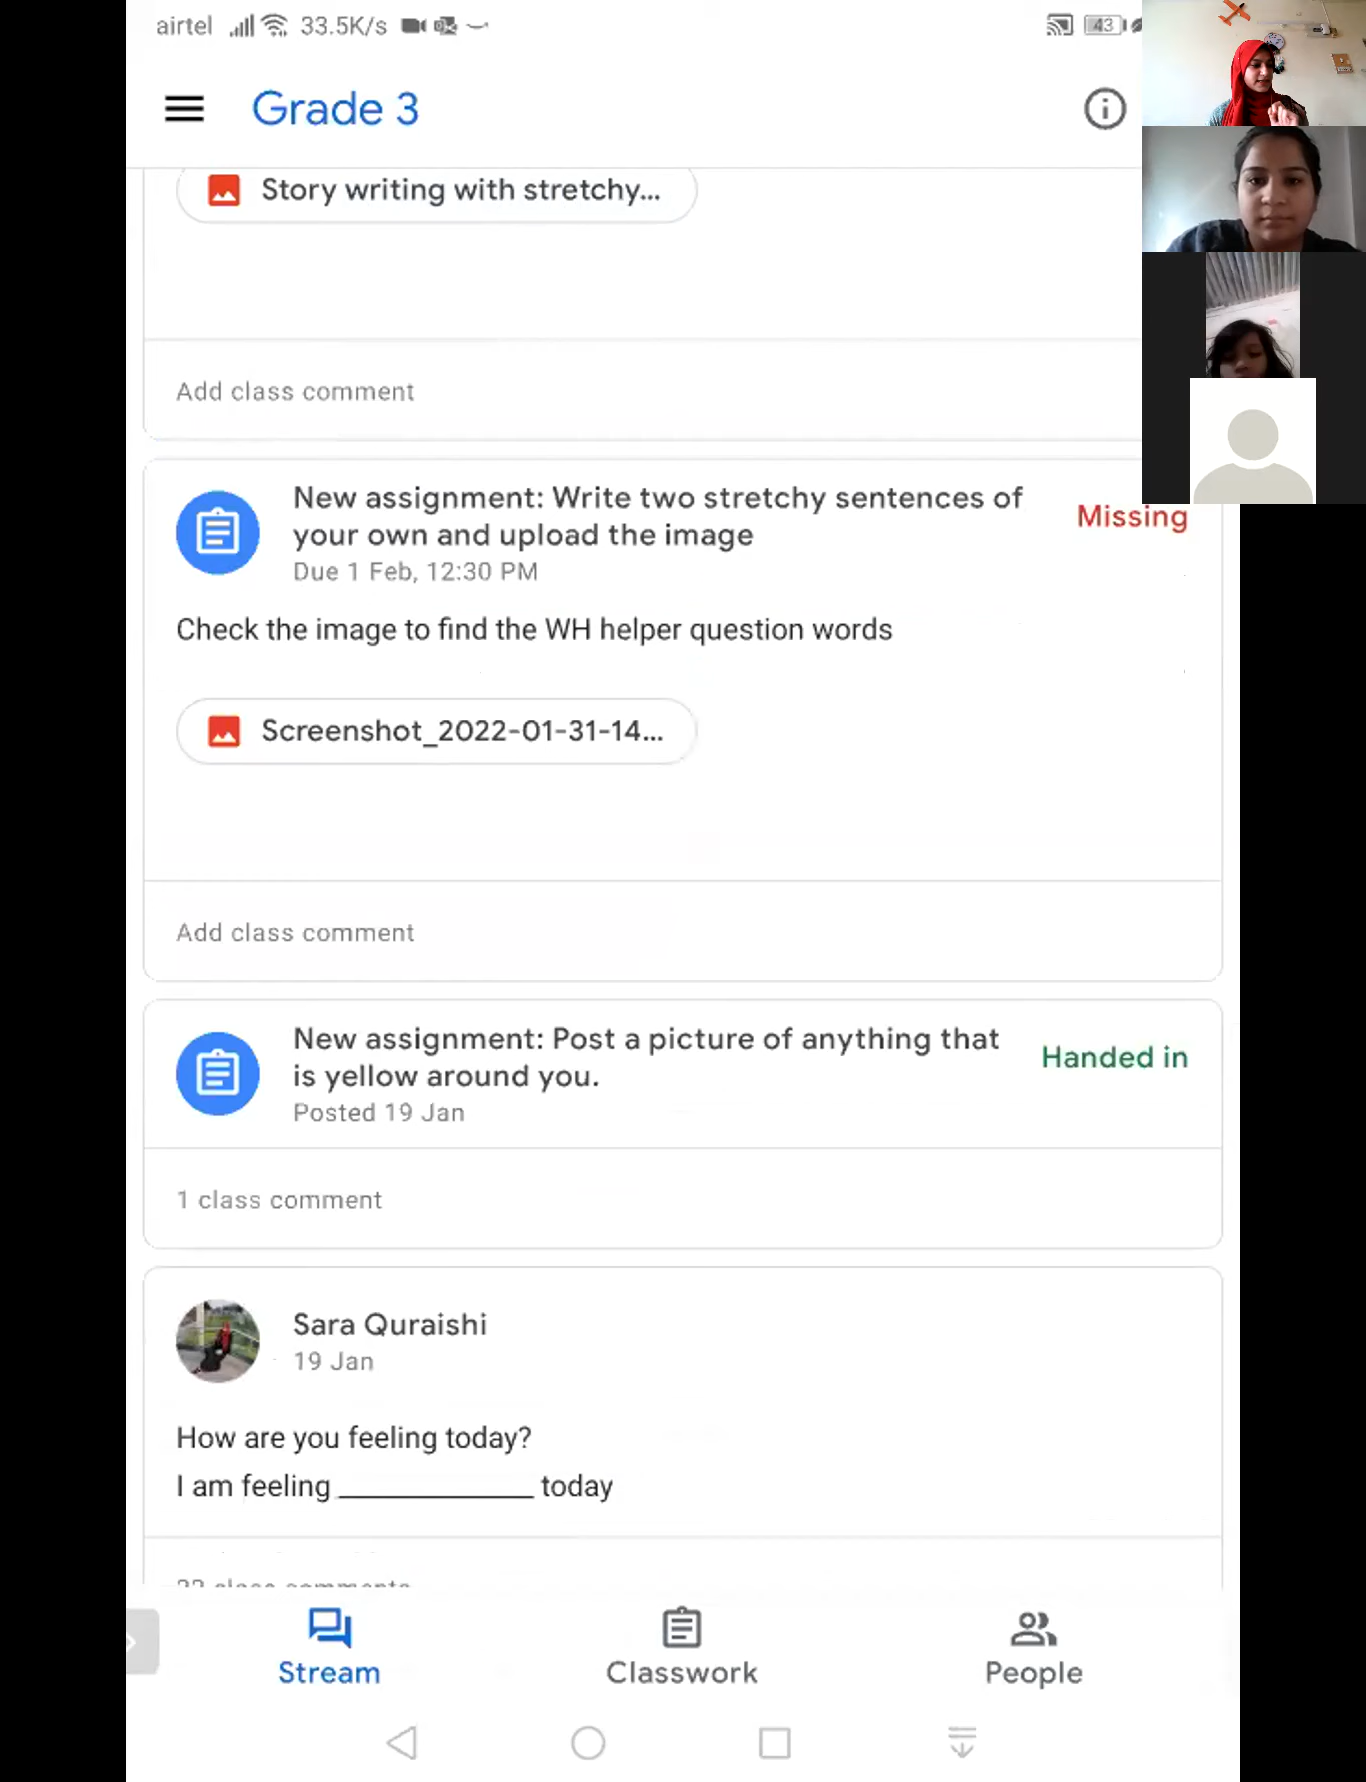 airtel 33.5K/s 43
Grade 3
Story writing with stretchy...
Add class comment
New assignment: Write two stretchy sentences of
your own and upload the image
Missing
Due 1 Feb, 12:30 PM
Check the image to find the WH helper question words
Screenshot_2022-01-31-14...
Add class comment
New assignment: Post a picture of anything that
is yellow around you.
Handed in
Posted 19 Jan
1 class comment
Sara Quraishi
19 Jan
How are you feeling today?
I am feeling ____________ today
class comments
Stream Classwork People